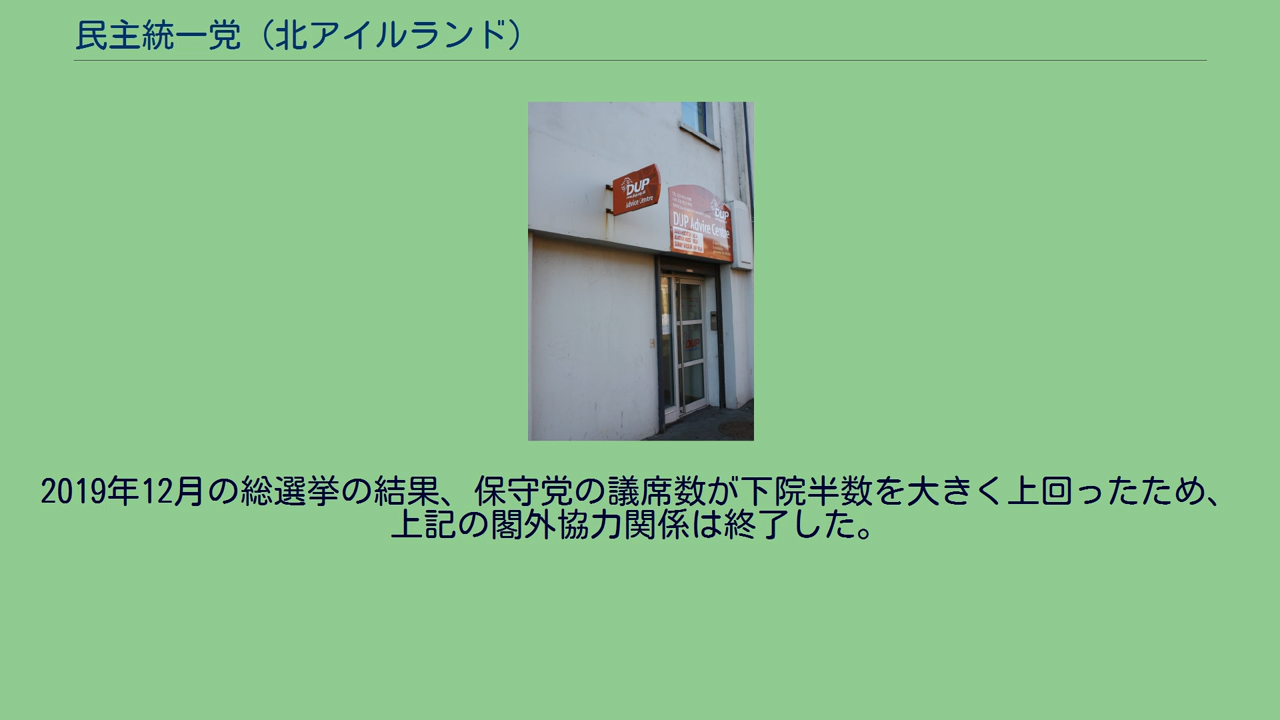 民主統一党（北アイルランド）
DUP
Advice Centre
DUP
DUP Advice Centre
2019年12月の総選挙の結果、保守党の議席数が下院半数を大きく上回ったため、
上記の閣外協力関係は終了した。